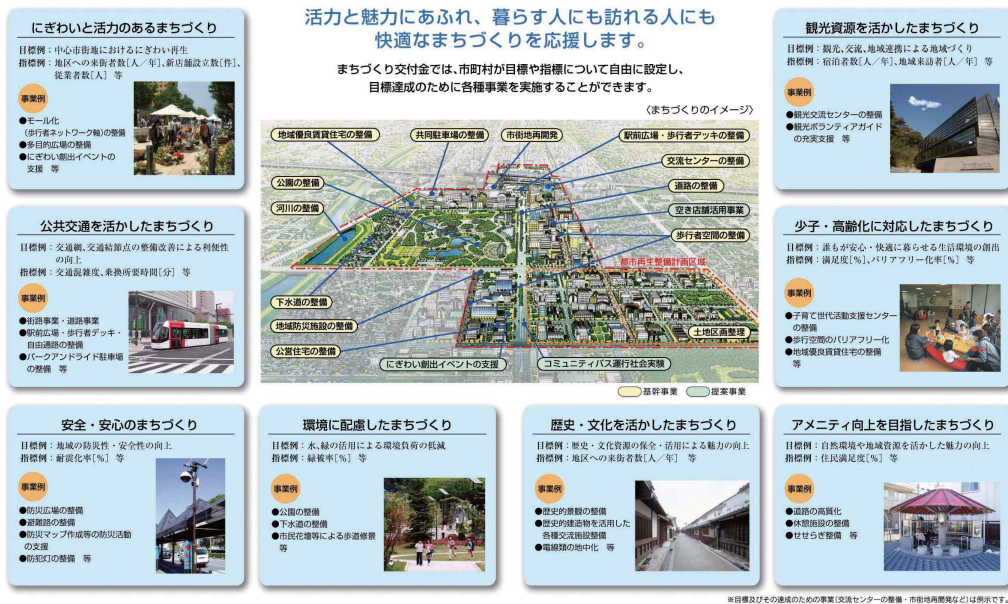 活力と魅力にあふれ、暮らす人にも訪れる人にも
快適なまちづくりを応援します。
まちづくり交付金では、市町村が目標や指標について自由に設定し、
目標達成のために各種事業を実施することができます。
にぎわいと活力のあるまちづくり
目標例：中心市街地におけるにぎわい再生
指標例：地区への来街者数[人／年]、新店舗設立数[件]、
従業者数[人] 等
事業例
●モール化
(歩行者ネットワーク軸)の整備
●多目的広場の整備
●にぎわい創出イベントの
支援 等
公共交通を活かしたまちづくり
目標例：交通網、交通結節点の整備改善による利便性
の向上
指標例：交通混雑度、乗換所要時間[分] 等
事業例
●街路事業・道路事業
●駅前広場・歩行者デッキ・
自由通路の整備
●パークアンドライド駐車場
の整備 等
〈まちづくりのイメージ〉
地域優良賃貸住宅の整備
共同駐車場の整備
市街地再開発
駅前広場・歩行者デッキの整備
交流センターの整備
公園の整備
道路の整備
河川の整備
空き店舗活用事業
歩行者空間の整備
都市再生整備計画区域
下水道の整備
地域防災施設の整備
土地区画整理
公営住宅の整備
にぎわい創出イベントの支援
コミュニティバス運行社会実験
基幹事業
提案事業
観光資源を活かしたまちづくり
目標例：観光、交流、地域連携による地域づくり
指標例：宿泊者数[人／年]、地域来訪者[人／年] 等
事業例
●観光交流センターの整備
●観光ボランティアガイド
の充実支援 等
少子・高齢化に対応したまちづくり
目標例：誰もが安心・快適に暮らせる生活環境の創出
指標例：満足度[%]、バリアフリー化率[%] 等
事業例
●子育て世代活動支援センター
の整備
●歩行空間のバリアフリー化
●地域優良賃貸住宅の整備
等
安全・安心のまちづくり
目標例：地域の防災性・安全性の向上
指標例：耐震化率[%] 等
事業例
●防災広場の整備
●避難路の整備
●防災マップ作成等の防災活動
の支援
●防犯灯の整備 等
環境に配慮したまちづくり
目標例：水、緑の活用による環境負荷の低減
指標例：緑被率[%] 等
事業例
●公園の整備
●下水道の整備
●市民花壇等による歩道修景
等
歴史・文化を活かしたまちづくり
目標例：歴史・文化資源の保全・活用による魅力の向上
指標例：地区への来街者数[人／年] 等
事業例
●歴史的景観の整備
●歴史的建造物を活用した
各種交流施設整備
●電線類の地中化 等
アメニティ向上を目指したまちづくり
目標例：自然環境や地域資源を活かした魅力の向上
指標例：住民満足度[%] 等
事業例
●道路の高質化
●休憩施設の整備
●せせらぎ整備 等
※目標及びその達成のための事業(交流センターの整備・市街地再開発など)は例示です。